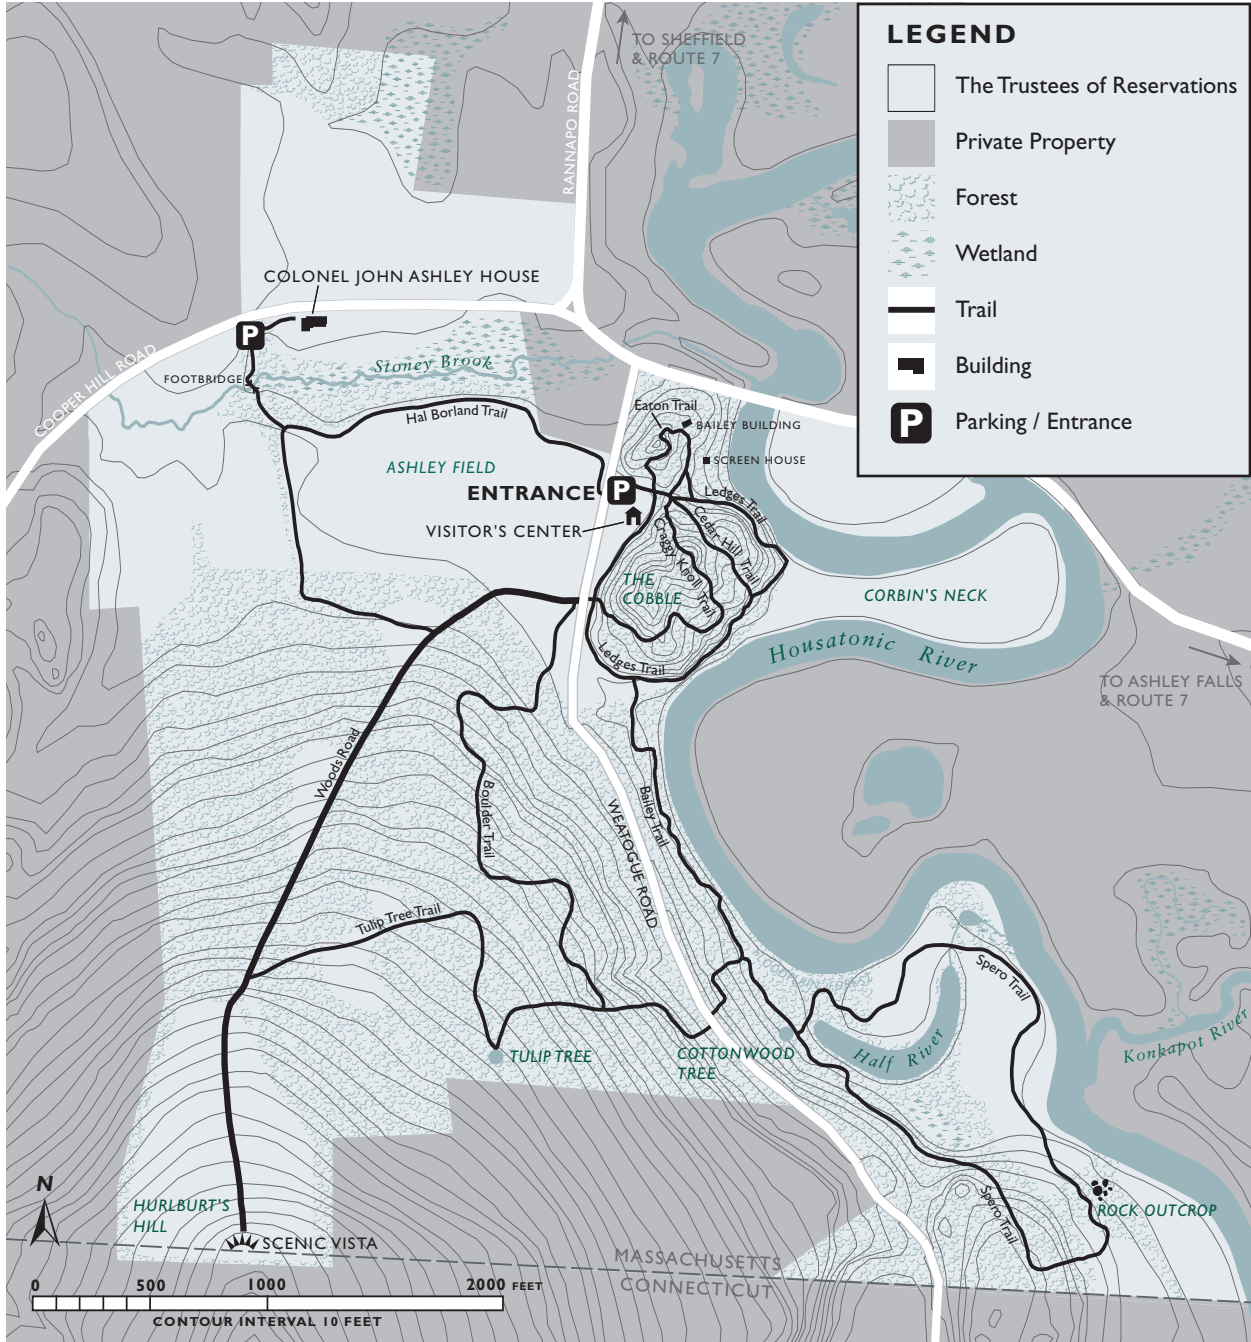 LEGEND
The Trustees of Reservations
Private Property
Forest
Wetland
Trail
Building
P
Parking / Entrance
TO SHEFFIELD
& ROUTE 7
RANNAPO ROAD
COLONEL JOHN ASHLEY HOUSE
P
COOPER HILL ROAD
FOOTBRIDGE
Stoney Brook
Hal Borland Trail
Eaton Trail
BAILEY BUILDING
SCREEN HOUSE
ASHLEY FIELD
ENTRANCE
P
Ledges Trail
VISITOR'S CENTER
Cedar Hill Trail
Craggy Knoll Trail
THE
COBBLE
CORBIN'S NECK
Housatonic River
Ledges Trail
TO ASHLEY FALLS
& ROUTE 7
Woods Road
Boulder Trail
Bailey Trail
WEATOGUE ROAD
Tulip Tree Trail
Spero Trail
Half River
Konkapot River
TULIP TREE
COTTONWOOD
TREE
Spero Trail
ROCK OUTCROP
HURLBURT'S
HILL
N
SCENIC VISTA
MASSACHUSETTS
CONNECTICUT
0 500 1000 2000 FEET
CONTOUR INTERVAL 10 FEET